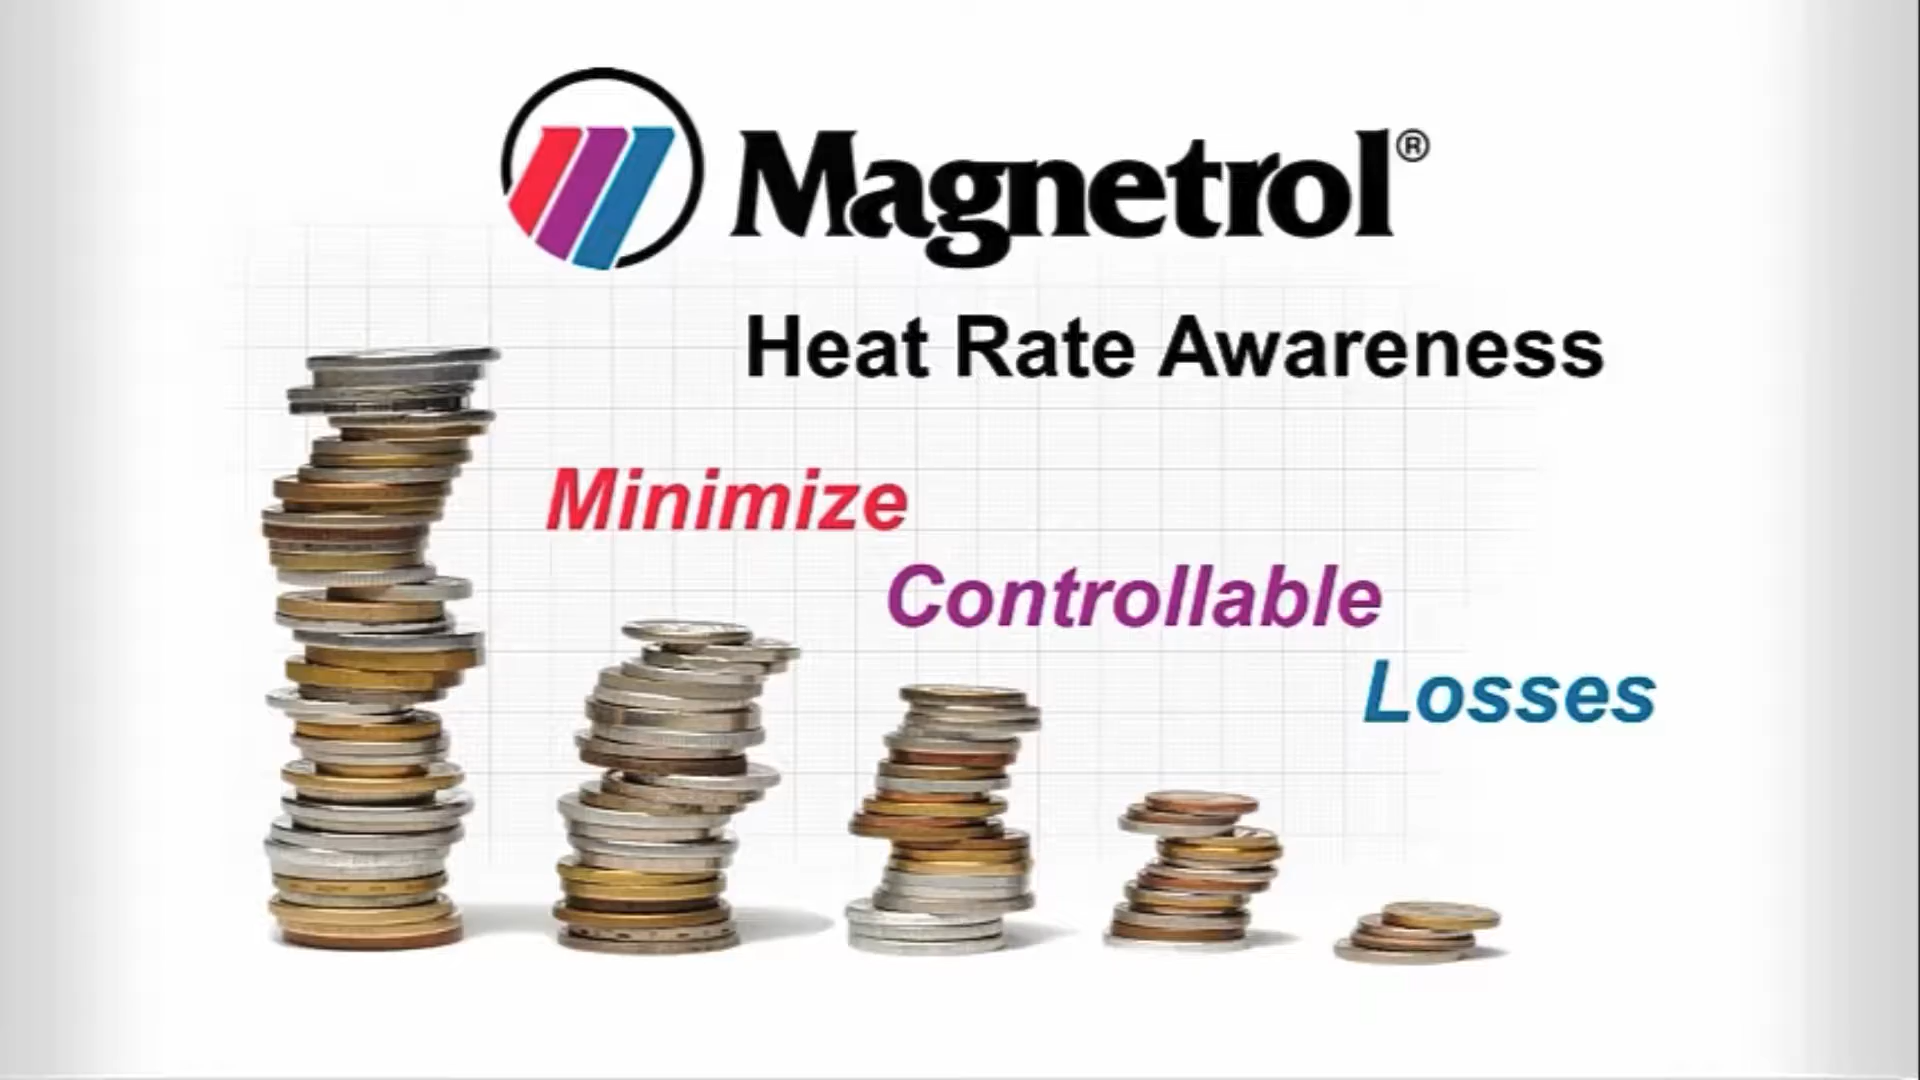 Magnetrol®
Heat Rate Awareness
Minimize
Controllable
Losses